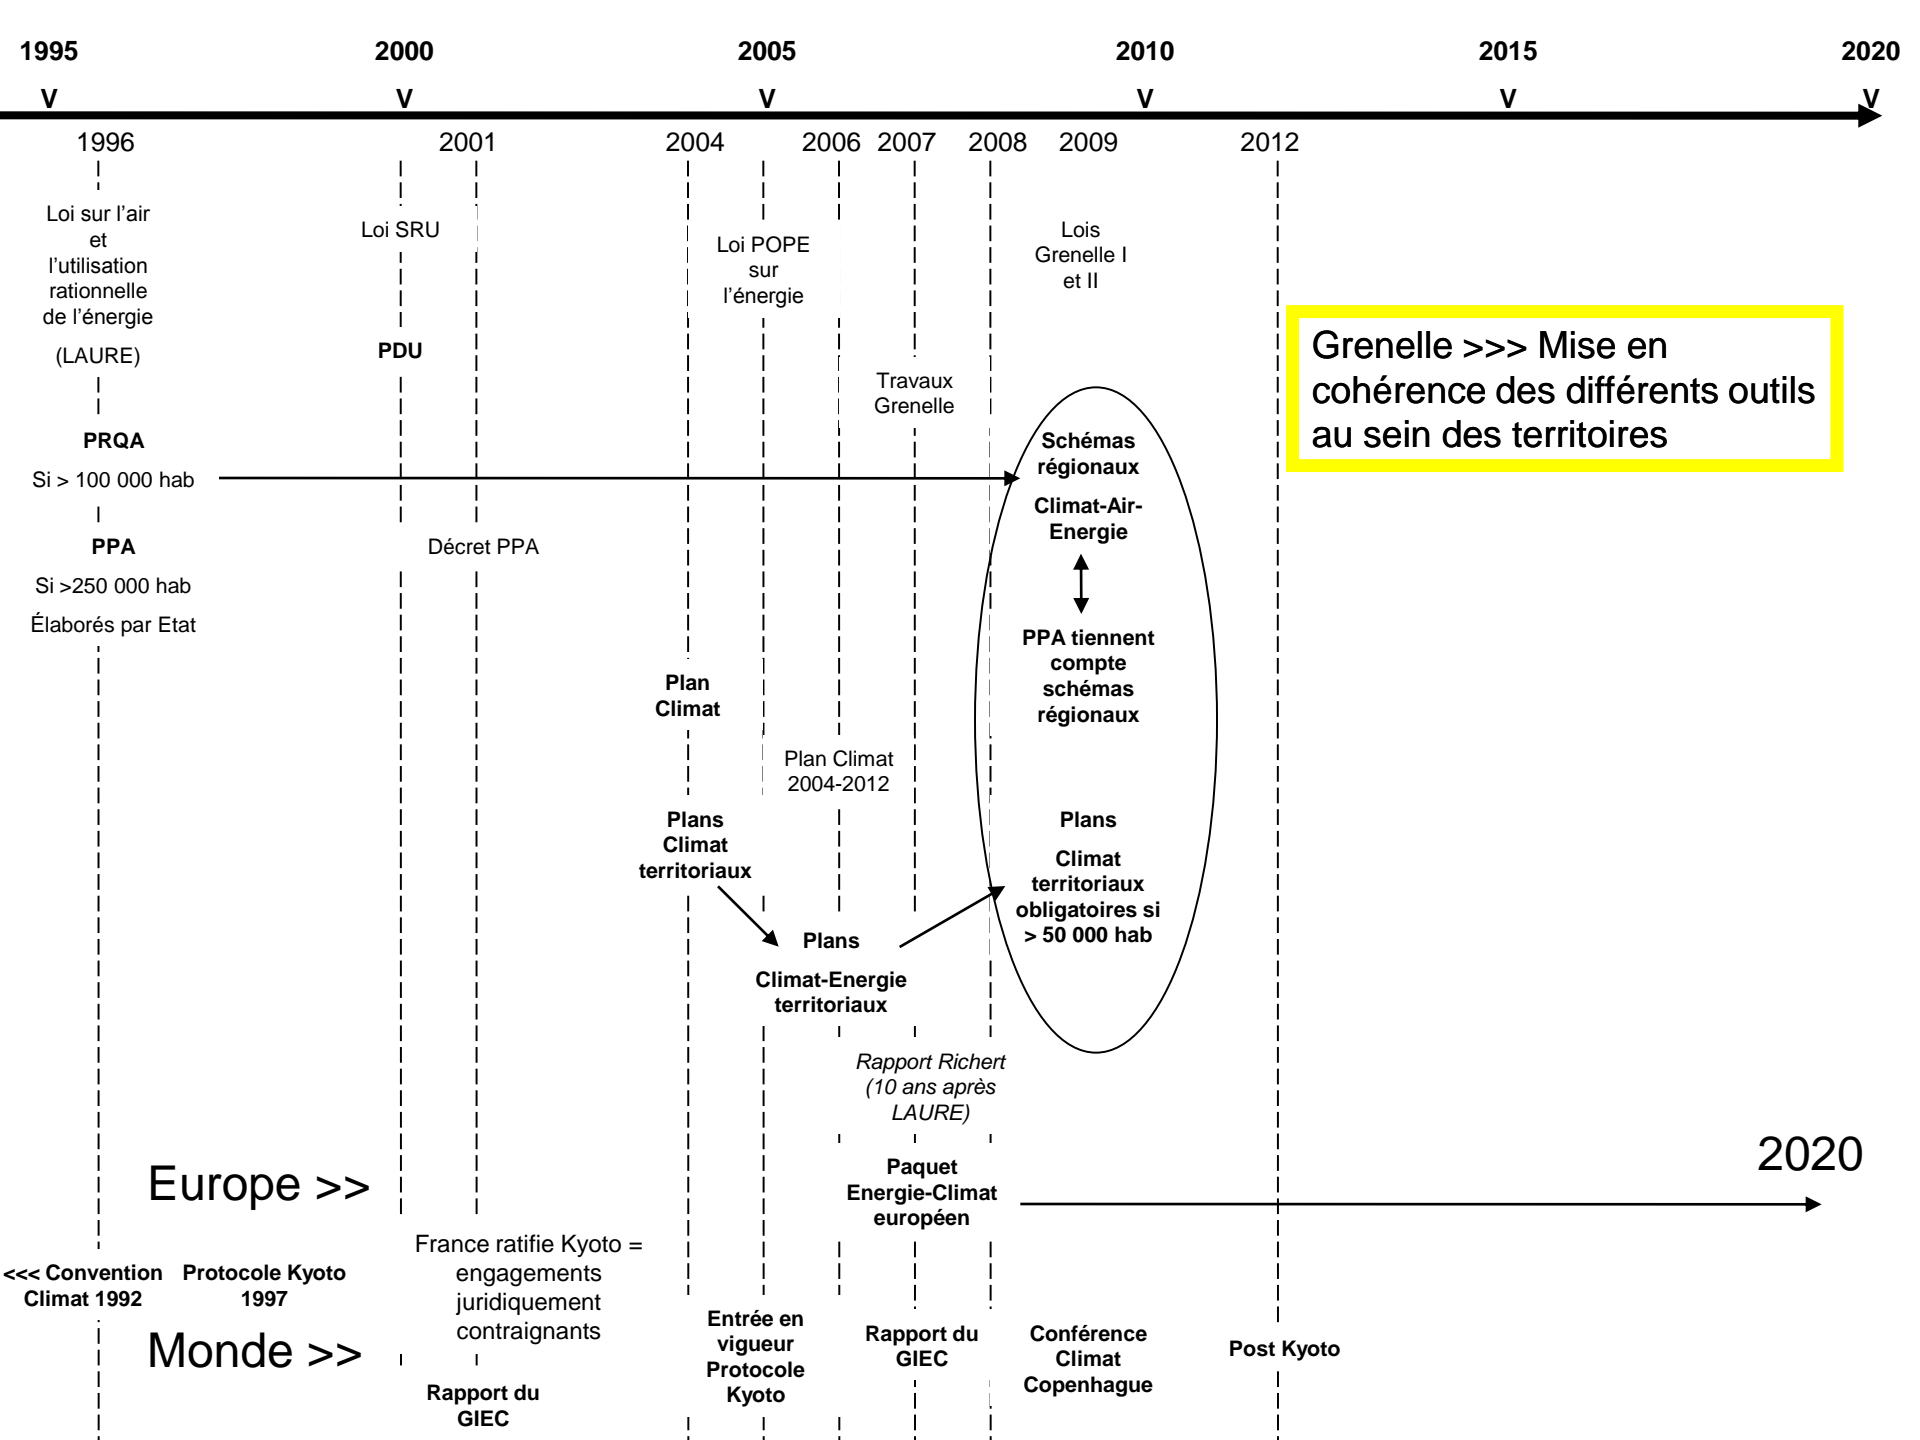 1995
2000
2005
2010
2015
2020
V
V
V
V
V
V
1996
2001
2004
2006
2007
2008
2009
2012
Loi sur l’air
et
l’utilisation
rationnelle
de l’énergie
(LAURE)
PRQA
Si > 100 000 hab
PPA
Si >250 000 hab
Élaborés par Etat
Loi SRU
PDU
Décret PPA
Plan
Climat
Plans
Climat
territoriaux
Loi POPE
sur
l’énergie
Plan Climat
2004-2012
Plans
Climat-Energie
territoriaux
Travaux
Grenelle
Rapport Richert
(10 ans après
LAURE)
Lois
Grenelle I
et II
Schémas
régionaux
Climat-Air-
Energie
PPA tiennent
compte
schémas
régionaux
Plans
Climat
territoriaux
obligatoires si
> 50 000 hab
Grenelle >>> Mise en
cohérence des différents outils
au sein des territoires
Europe >>
Paquet
Energie-Climat
européen
2020
<<< Convention
Climat 1992
Protocole Kyoto
1997
Monde >>
France ratifie Kyoto =
engagements
juridiquement
contraignants
Rapport du
GIEC
Entrée en
vigueur
Protocole
Kyoto
Rapport du
GIEC
Conférence
Climat
Copenhague
Post Kyoto